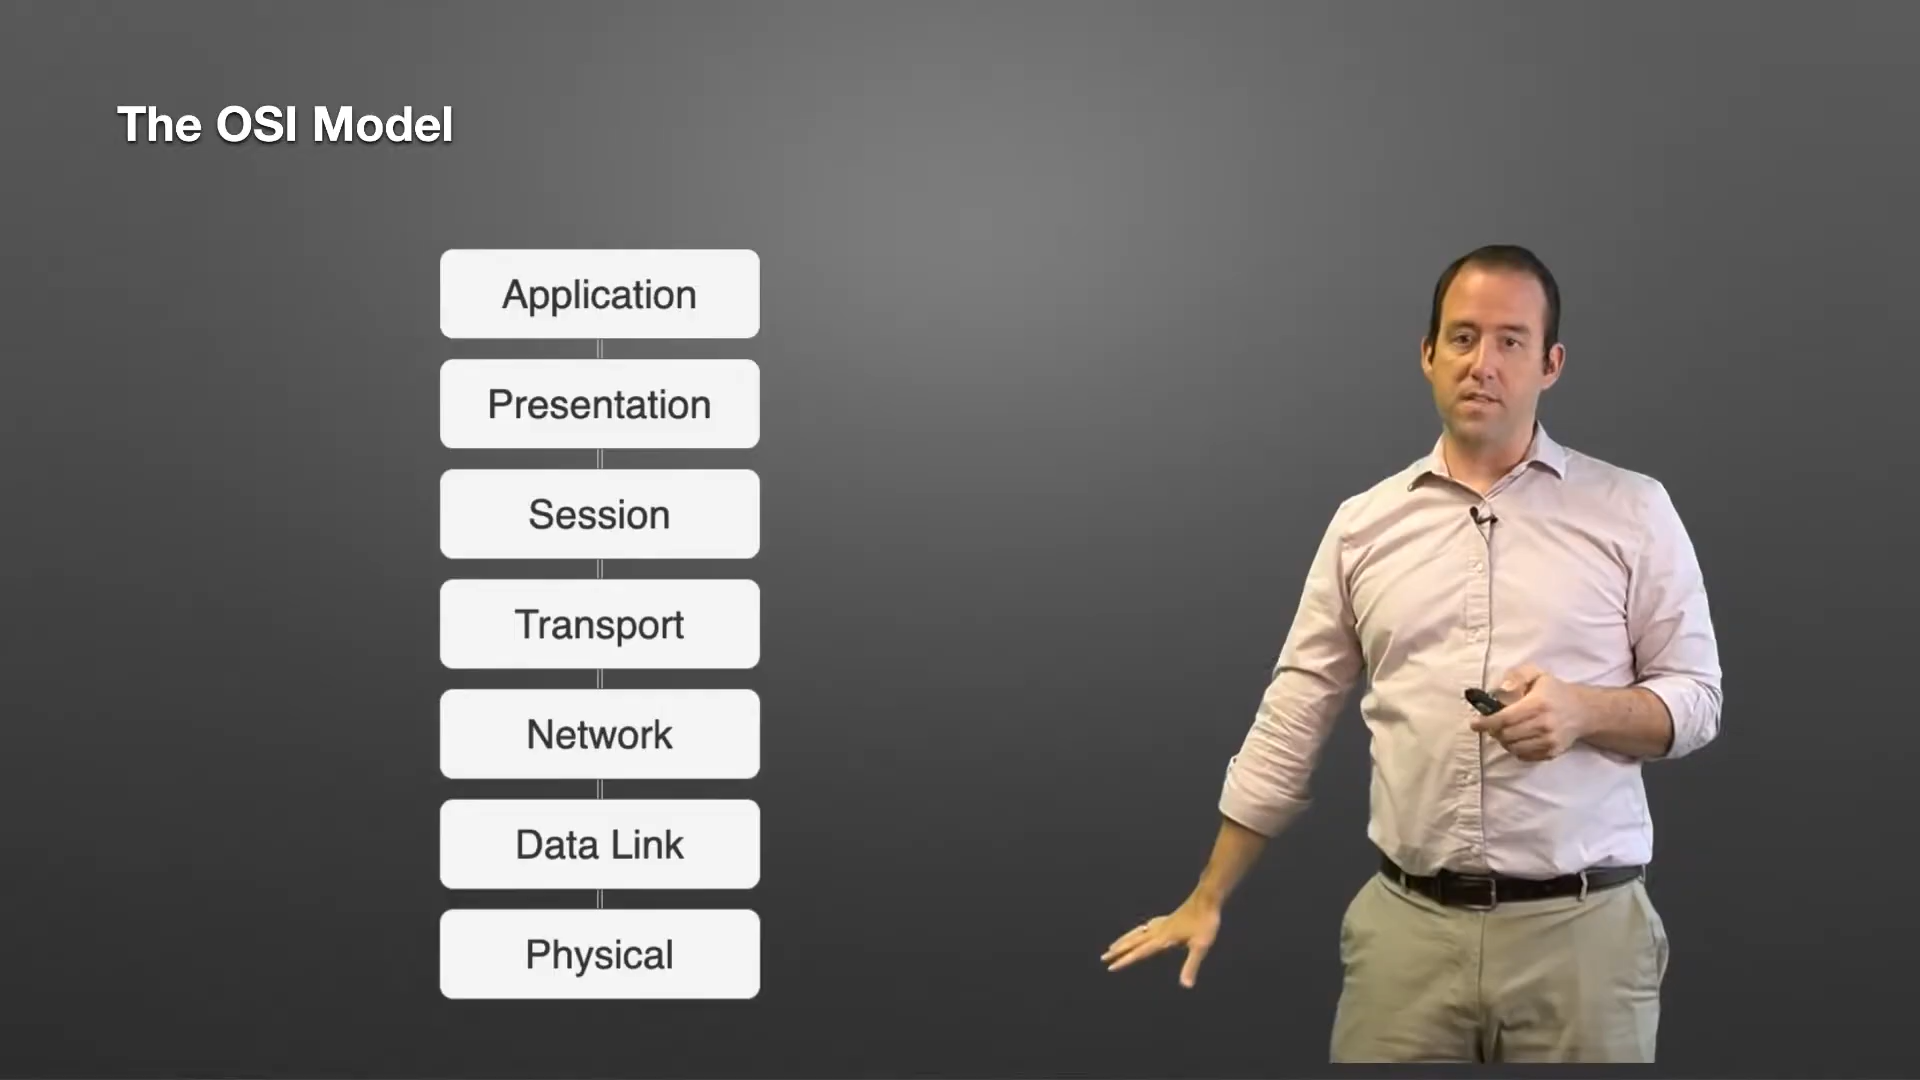 The OSI Model
Application
Presentation
Session
Transport
Network
Data Link
Physical